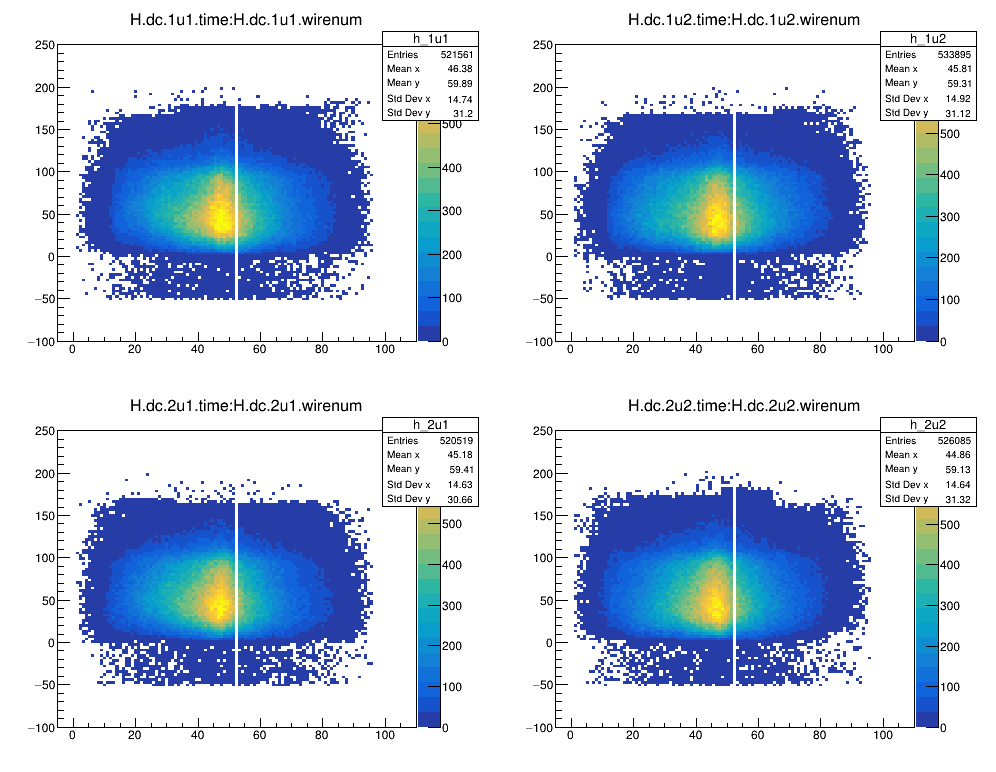 H.dc.1u1.time:H.dc.1u1.wirenum
h_1u1
Entries 521561
Mean x 46.38
Mean y 59.89
Std Dev x 14.74
Std Dev y 31.2
250
200
150
100
50
0
−50
−100
0 20 40 60 80 100
500
400
300
200
100
0
H.dc.1u2.time:H.dc.1u2.wirenum
h_1u2
Entries 533895
Mean x 45.81
Mean y 59.31
Std Dev x 14.92
Std Dev y 31.12
250
200
150
100
50
0
−50
−100
0 20 40 60 80 100
500
400
300
200
100
0
H.dc.2u1.time:H.dc.2u1.wirenum
h_2u1
Entries 520519
Mean x 45.18
Mean y 59.41
Std Dev x 14.63
Std Dev y 30.66
250
200
150
100
50
0
−50
−100
0 20 40 60 80 100
500
400
300
200
100
0
H.dc.2u2.time:H.dc.2u2.wirenum
h_2u2
Entries 526085
Mean x 44.86
Mean y 59.13
Std Dev x 14.64
Std Dev y 31.32
250
200
150
100
50
0
−50
−100
0 20 40 60 80 100
500
400
300
200
100
0